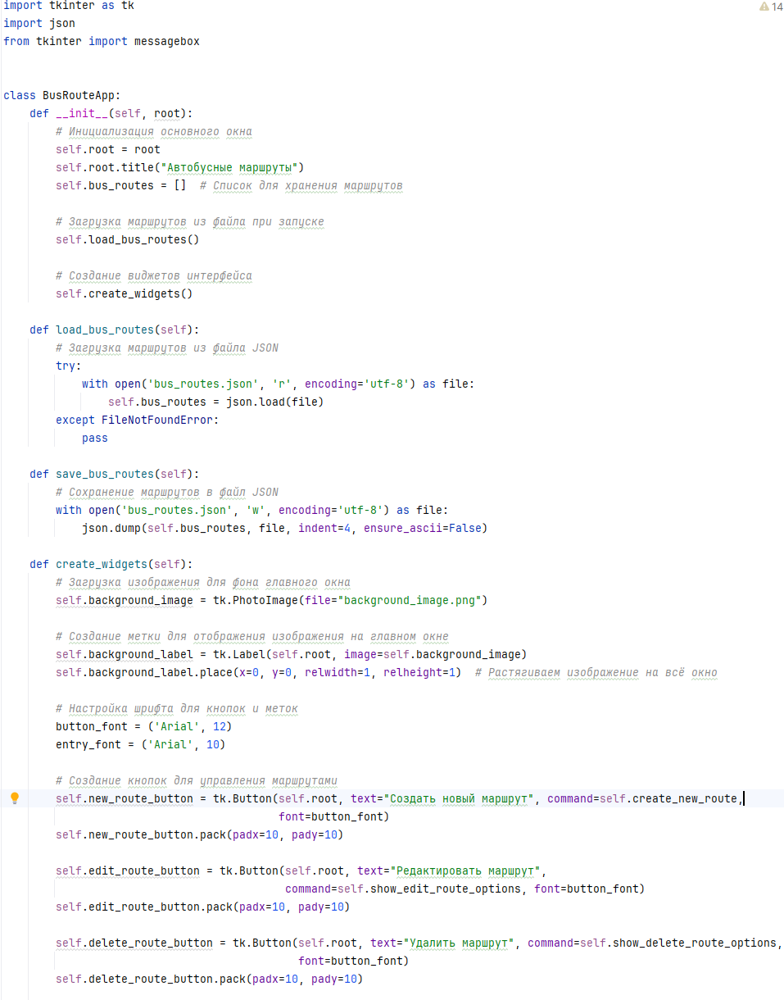 import tkinter as tk
14
import json
from tkinter import messagebox
class BusRouteApp:
    def __init__(self, root):
        # Инициализация основного окна
        self.root = root
        self.root.title("Автобусные маршруты")
        self.bus_routes = []  # Список для хранения маршрутов
        # Загрузка маршрутов из файла при запуске
        self.load_bus_routes()
        # Создание виджетов интерфейса
        self.create_widgets()
    def load_bus_routes(self):
        # Загрузка маршрутов из файла JSON
        try:
            with open('bus_routes.json', 'r', encoding='utf-8') as file:
                self.bus_routes = json.load(file)
        except FileNotFoundError:
            pass
    def save_bus_routes(self):
        # Сохранение маршрутов в файл JSON
        with open('bus_routes.json', 'w', encoding='utf-8') as file:
            json.dump(self.bus_routes, file, indent=4, ensure_ascii=False)
    def create_widgets(self):
        # Загрузка изображения для фона главного окна
        self.background_image = tk.PhotoImage(file="background_image.png")
        # Создание метки для отображения изображения на главном окне
        self.background_label = tk.Label(self.root, image=self.background_image)
        self.background_label.place(x=0, y=0, relwidth=1, relheight=1)  # Растягиваем изображение на всё окно
        # Настройка шрифта для кнопок и меток
        button_font = ('Arial', 12)
        entry_font = ('Arial', 10)
        # Создание кнопок для управления маршрутами
        self.new_route_button = tk.Button(self.root, text="Создать новый маршрут", command=self.create_new_route,
                                          font=button_font)
        self.new_route_button.pack(padx=10, pady=10)
        self.edit_route_button = tk.Button(self.root, text="Редактировать маршрут",
                                           command=self.show_edit_route_options, font=button_font)
        self.edit_route_button.pack(padx=10, pady=10)
        self.delete_route_button = tk.Button(self.root, text="Удалить маршрут", command=self.show_delete_route_options,
                                             font=button_font)
        self.delete_route_button.pack(padx=10, pady=10)